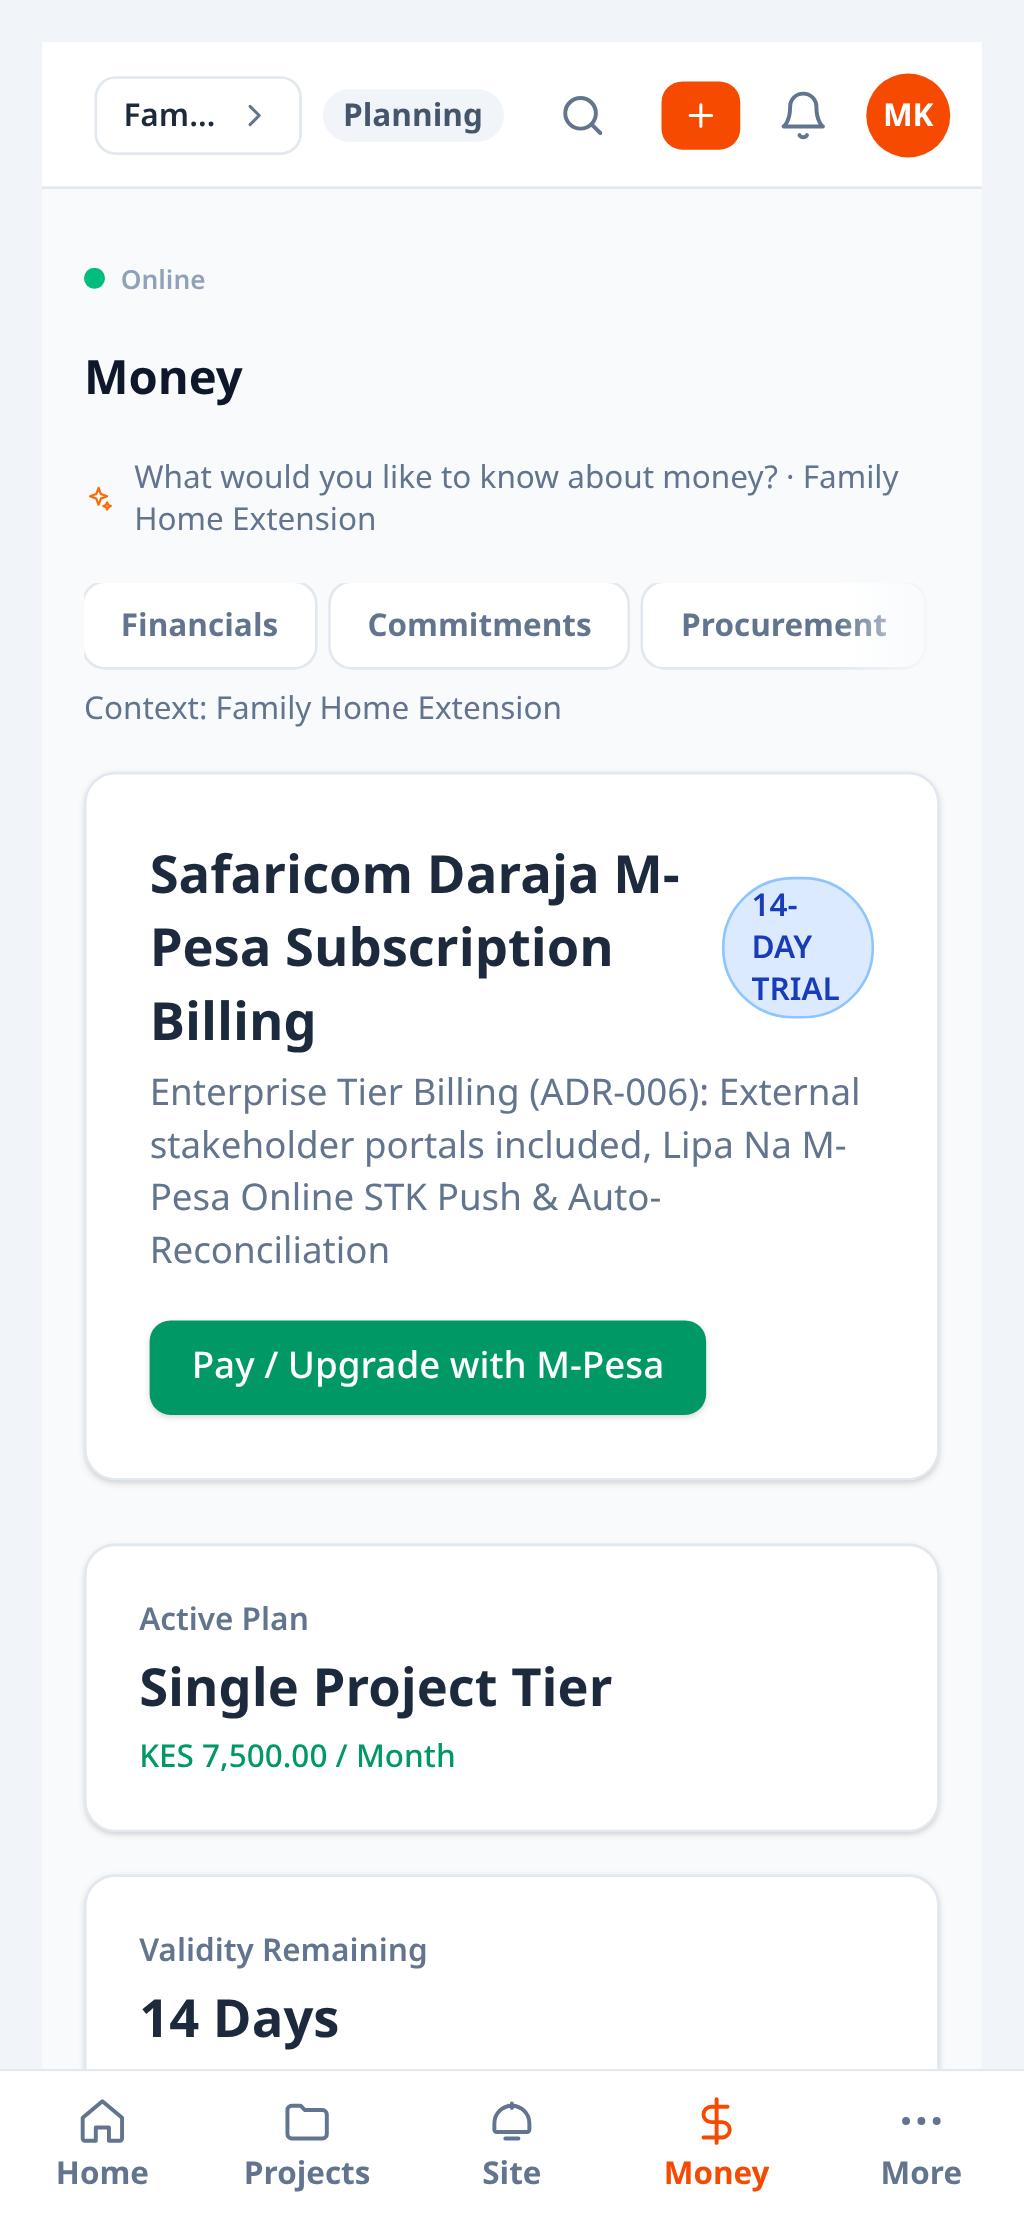 Fam...
Planning
MK
Online
Money
What would you like to know about money? · Family
Home Extension
Financials
Commitments
Procurement
Context: Family Home Extension
Safaricom Daraja M-
Pesa Subscription
Billing
14-
DAY
TRIAL
Enterprise Tier Billing (ADR-006): External
stakeholder portals included, Lipa Na M-
Pesa Online STK Push & Auto-
Reconciliation
Pay / Upgrade with M-Pesa
Active Plan
Single Project Tier
KES 7,500.00 / Month
Validity Remaining
14 Days
Home
Projects
Site
Money
More